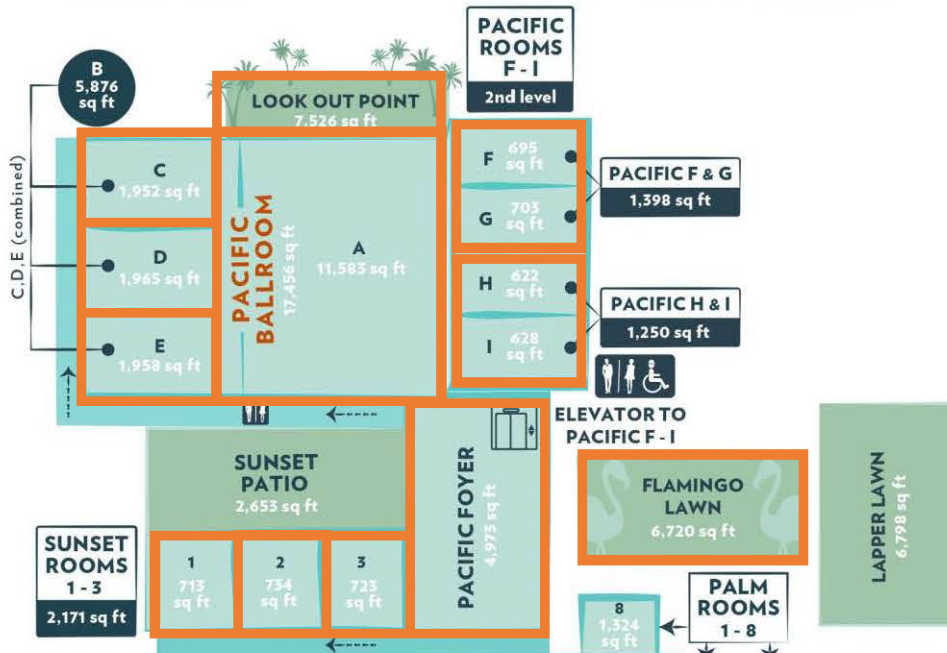 B
5,876
sq ft
C,D,E (combined)
LOOK OUT POINT
7,526 sq ft
PACIFIC
ROOMS
F - I
2nd level
C
1,952 sq ft
D
1,965 sq ft
E
1,958 sq ft
PACIFIC
BALLROOM
17,456 sq ft
A
11,583 sq ft
F
695
sq ft
G
703
sq ft
H
622
sq ft
I
628
sq ft
PACIFIC F & G
1,398 sq ft
PACIFIC H & I
1,250 sq ft
ELEVATOR TO
PACIFIC F - I
SUNSET
PATIO
2,653 sq ft
PACIFIC FOYER
4,973 sq ft
FLAMINGO
LAWN
6,720 sq ft
LAPPER LAWN
6,798 sq ft
SUNSET
ROOMS
1 - 3
2,171 sq ft
1
713
sq ft
2
734
sq ft
3
723
sq ft
8
1,324
sq ft
PALM
ROOMS
1 - 8